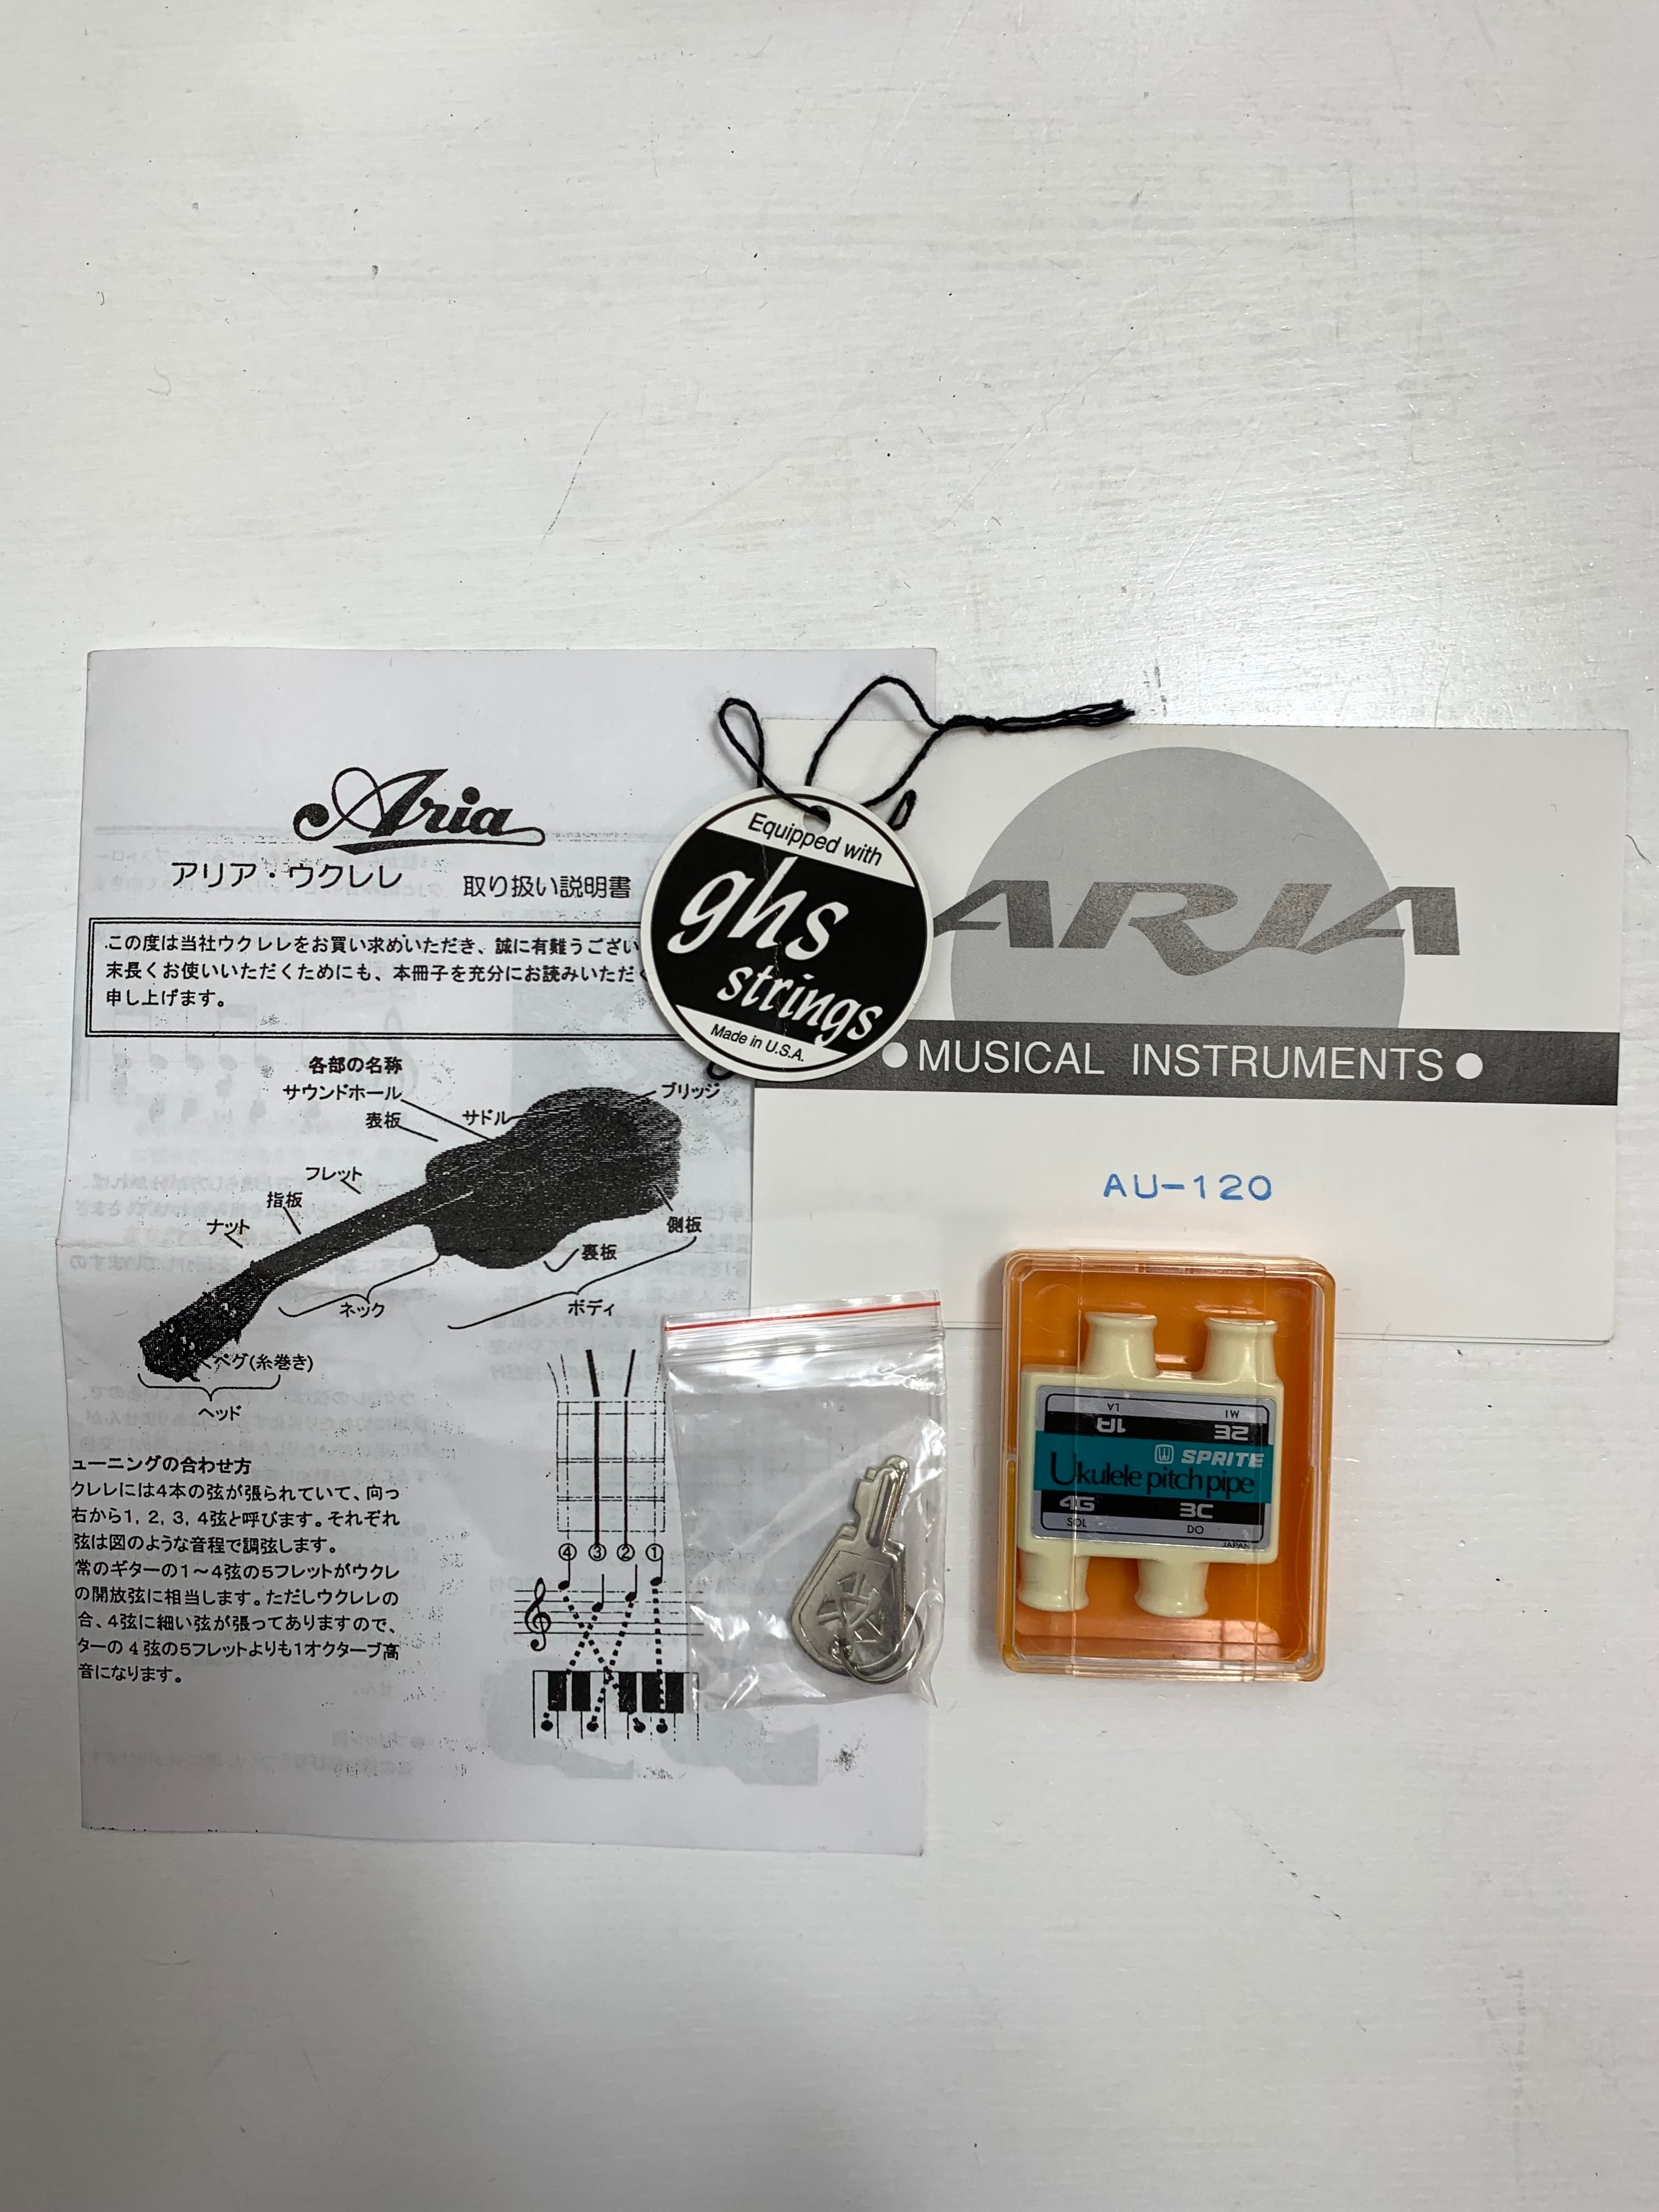 Aria
アリア・ウクレレ 取り扱い説明書
この度は当社ウクレレをお買い求めいただき、誠に有難うござい
末長くお使いいただくためにも、本冊子を充分にお読みいただく
申し上げます。
各部の名称
サウンドホール
表板
サドル
ブリッジ
フレット
指板
ナット
側板
裏板
ネック
ボディ
ペグ(糸巻き)
ヘッド
ューニングの合わせ方
クレレには4本の弦が張られていて、向っ
右から1, 2, 3, 4弦と呼びます。それぞれ
弦は図のような音程で調弦します。
常のギターの1～4弦の5フレットがウクレ
の開放弦に相当します。ただしウクレレの
合、4弦に細い弦が張ってありますので、
ターの4弦の5フレットよりも1オクターブ高
音になります。
④ ③ ② ①
Equipped with
ghs
strings
Made in U.S.A.
ARIA
●MUSICAL INSTRUMENTS●
AU-120
LA MI
1A 2E
SPRITE
Ukulele pitch pipe
4G 3C
SOL DO
JAPAN